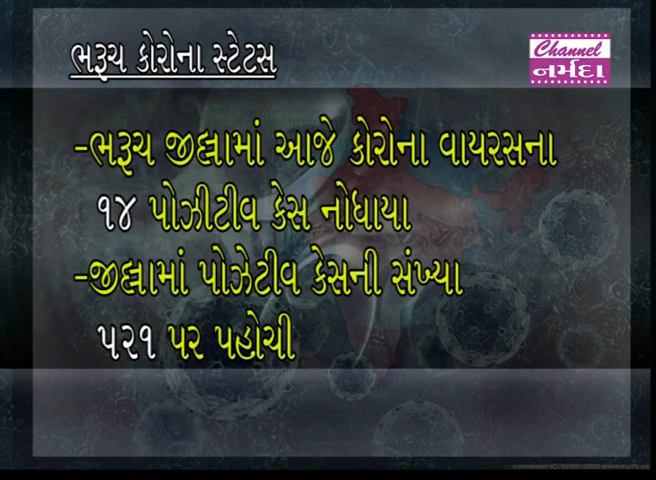 ભરૂચ કોરોના સ્ટેટસ
Channel
નર્મદા
-ભરૂચ જીલ્લામાં આજે કોરોના વાયરસના
૧૪ પોઝીટીવ કેસ નોધાયા
-જીલ્લામાં પોઝેટીવ કેસની સંખ્યા
૫૨૧ પર પહોચી